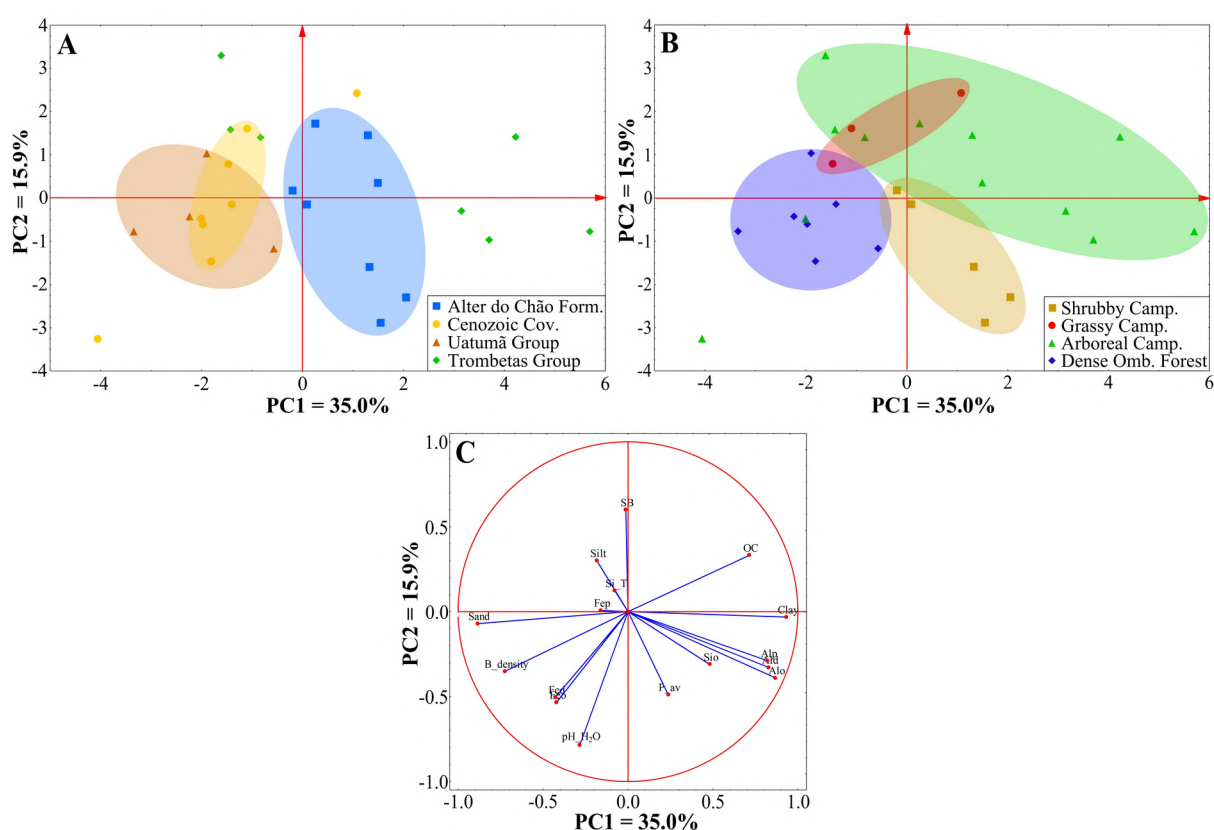 A
PC2 = 15.9%
4
3
2
1
0
-1
-2
-3
-4
-4
-2
0
2
4
6
PC1 = 35.0%
Alter do Chão Form.
Cenozoic Cov.
Uatumã Group
Trombetas Group
B
PC2 = 15.9%
4
3
2
1
0
-1
-2
-3
-4
-4
-2
0
2
4
6
PC1 = 35.0%
Shrubby Camp.
Grassy Camp.
Arboreal Camp.
Dense Omb. Forest
C
PC2 = 15.9%
1.0
0.5
0.0
-0.5
-1.0
-1.0
-0.5
0.0
0.5
1.0
PC1 = 35.0%
SB
OC
Silt
Si_T
Fep
Clay
Sand
Sio
Alo
B_density
P_av
pH_H₂O